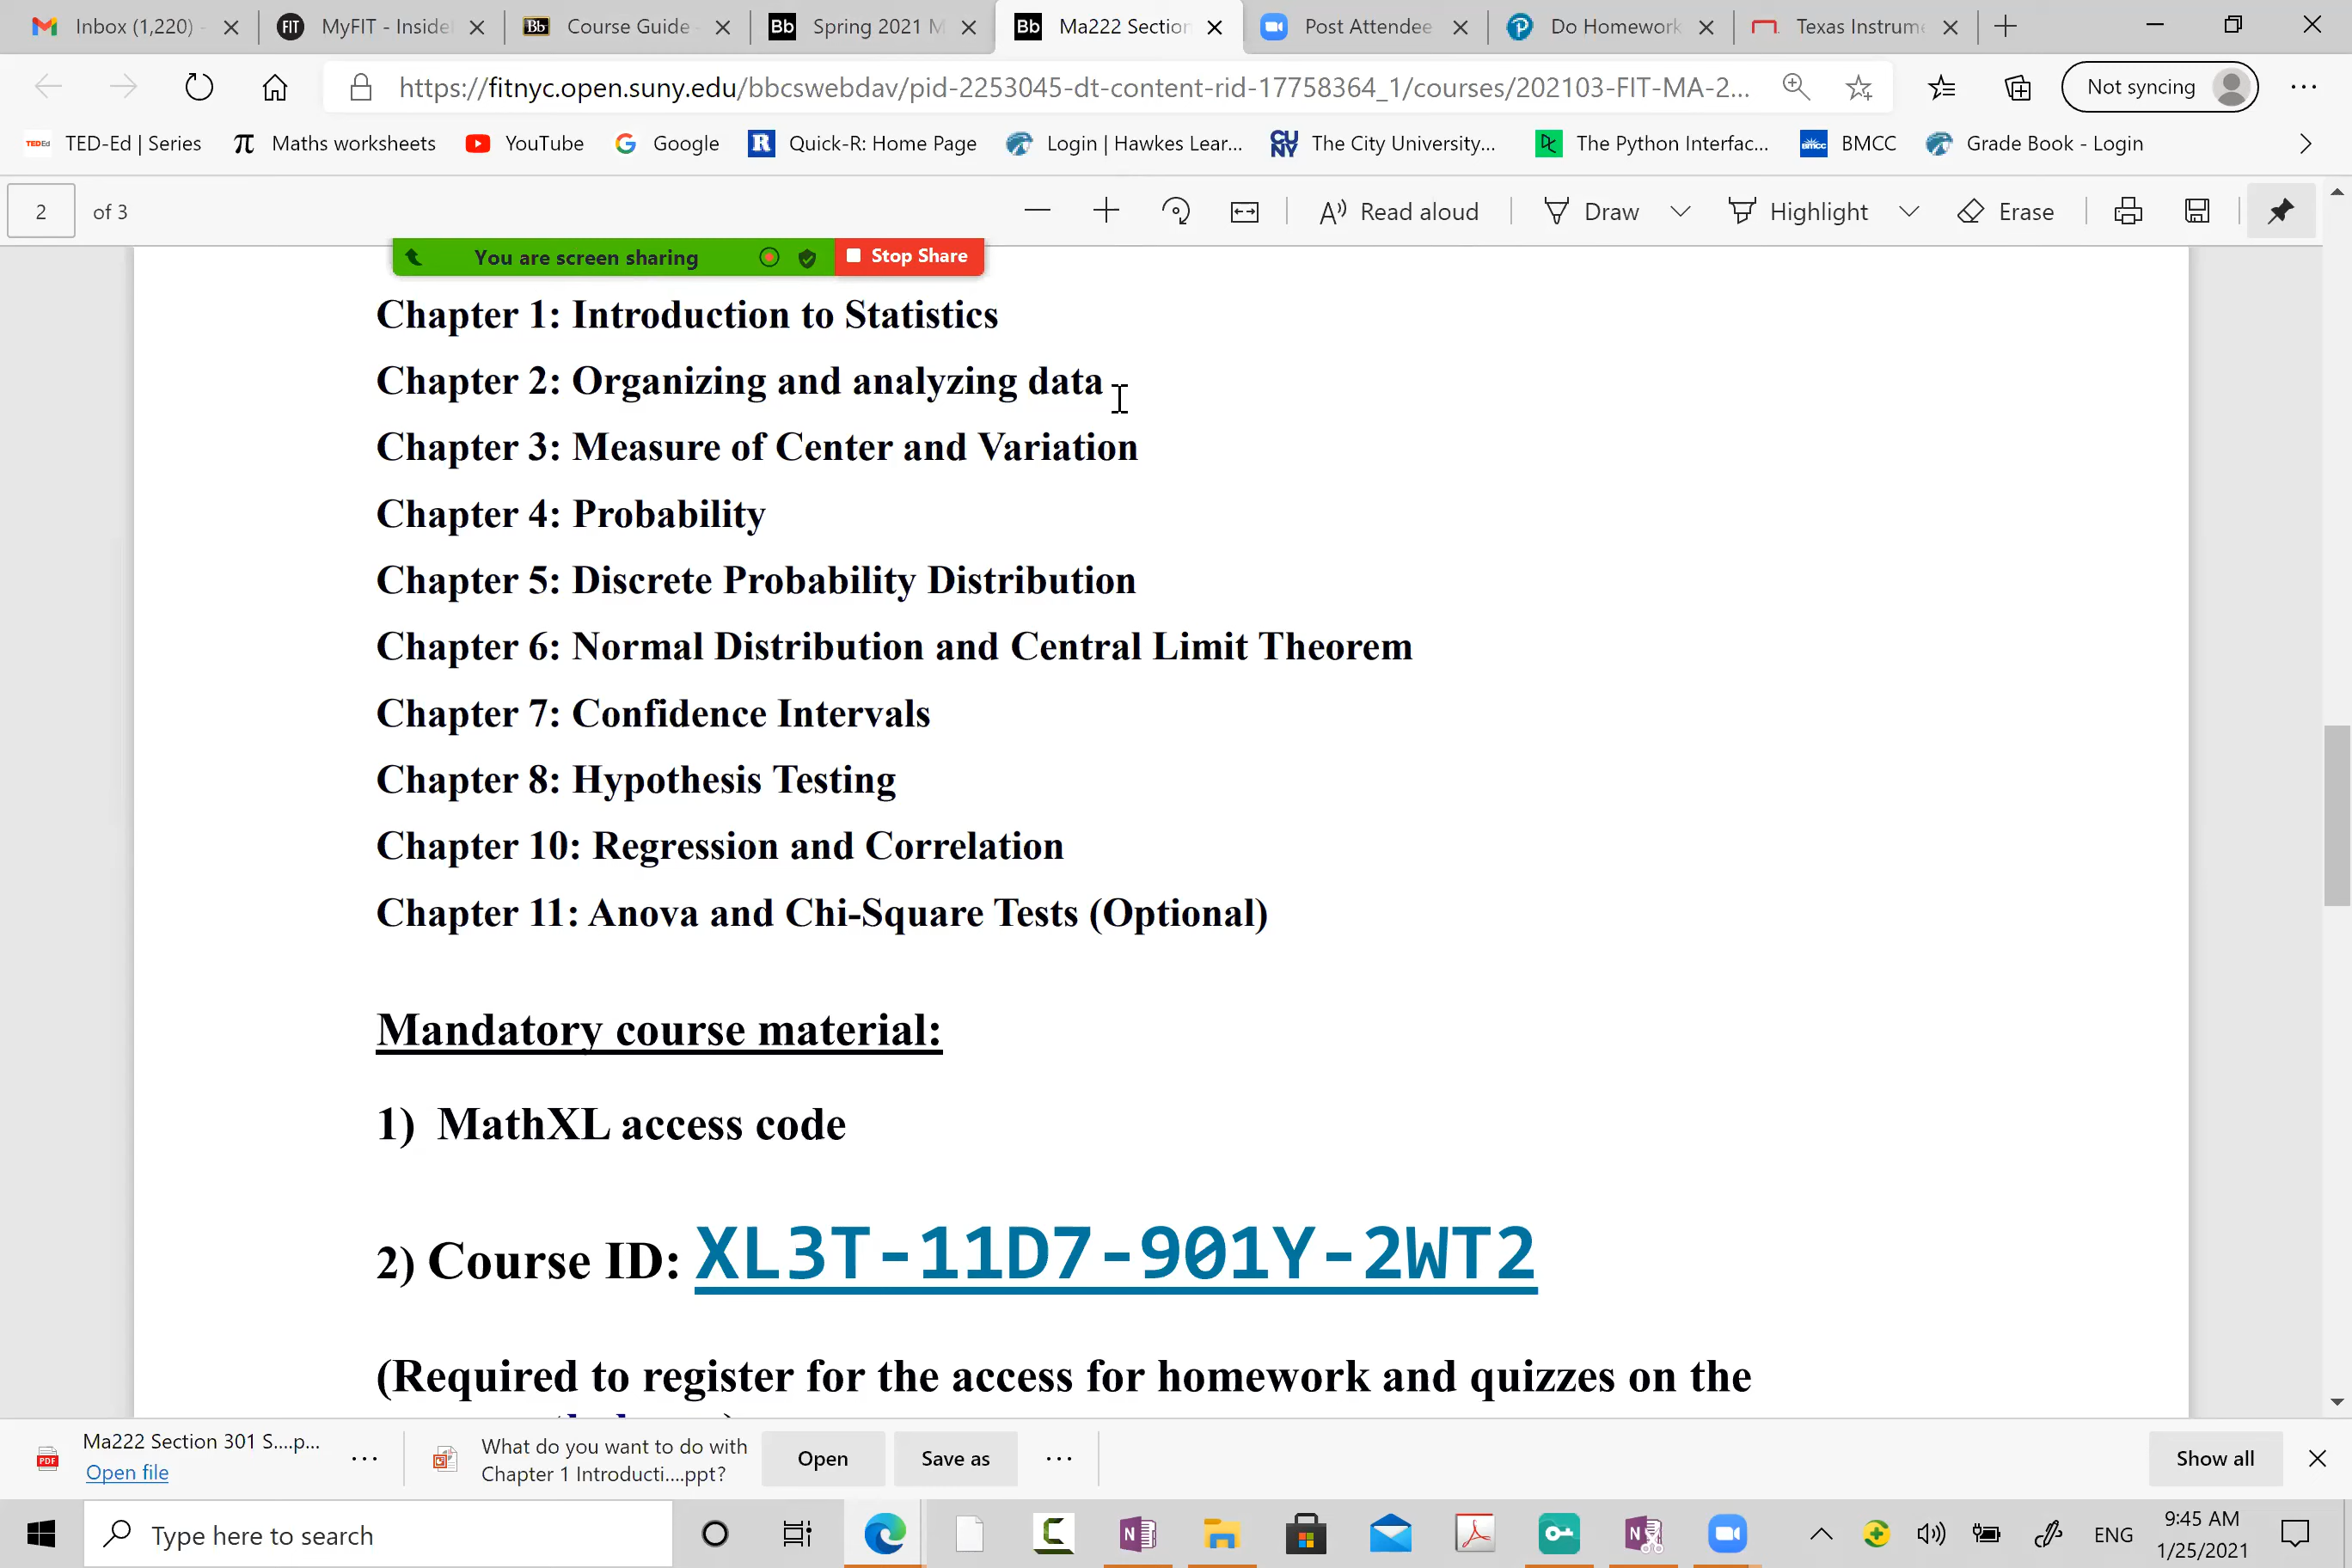 Inbox (1,220) - MyFIT - Inside Course Guide - Spring 2021 M Ma222 Section Post Attendee Do Homework Texas Instrume
https://fitnyc.open.suny.edu/bbcswebdav/pid-2253045-dt-content-rid-17758364_1/courses/202103-FIT-MA-2... Not syncing
TED-Ed | Series Maths worksheets YouTube Google Quick-R: Home Page Login | Hawkes Lear... The City University... The Python Interfac... BMCC Grade Book - Login
2 of 3 Read aloud Draw Highlight Erase
You are screen sharing Stop Share
Chapter 1: Introduction to Statistics
Chapter 2: Organizing and analyzing data
Chapter 3: Measure of Center and Variation
Chapter 4: Probability
Chapter 5: Discrete Probability Distribution
Chapter 6: Normal Distribution and Central Limit Theorem
Chapter 7: Confidence Intervals
Chapter 8: Hypothesis Testing
Chapter 10: Regression and Correlation
Chapter 11: Anova and Chi-Square Tests (Optional)
Mandatory course material:
1) MathXL access code
2) Course ID: XL3T-11D7-901Y-2WT2
(Required to register for the access for homework and quizzes on the
Ma222 Section 301 S....p... What do you want to do with Open Save as Show all
Open file Chapter 1 Introducti....ppt?
Type here to search ENG 9:45 AM
1/25/2021